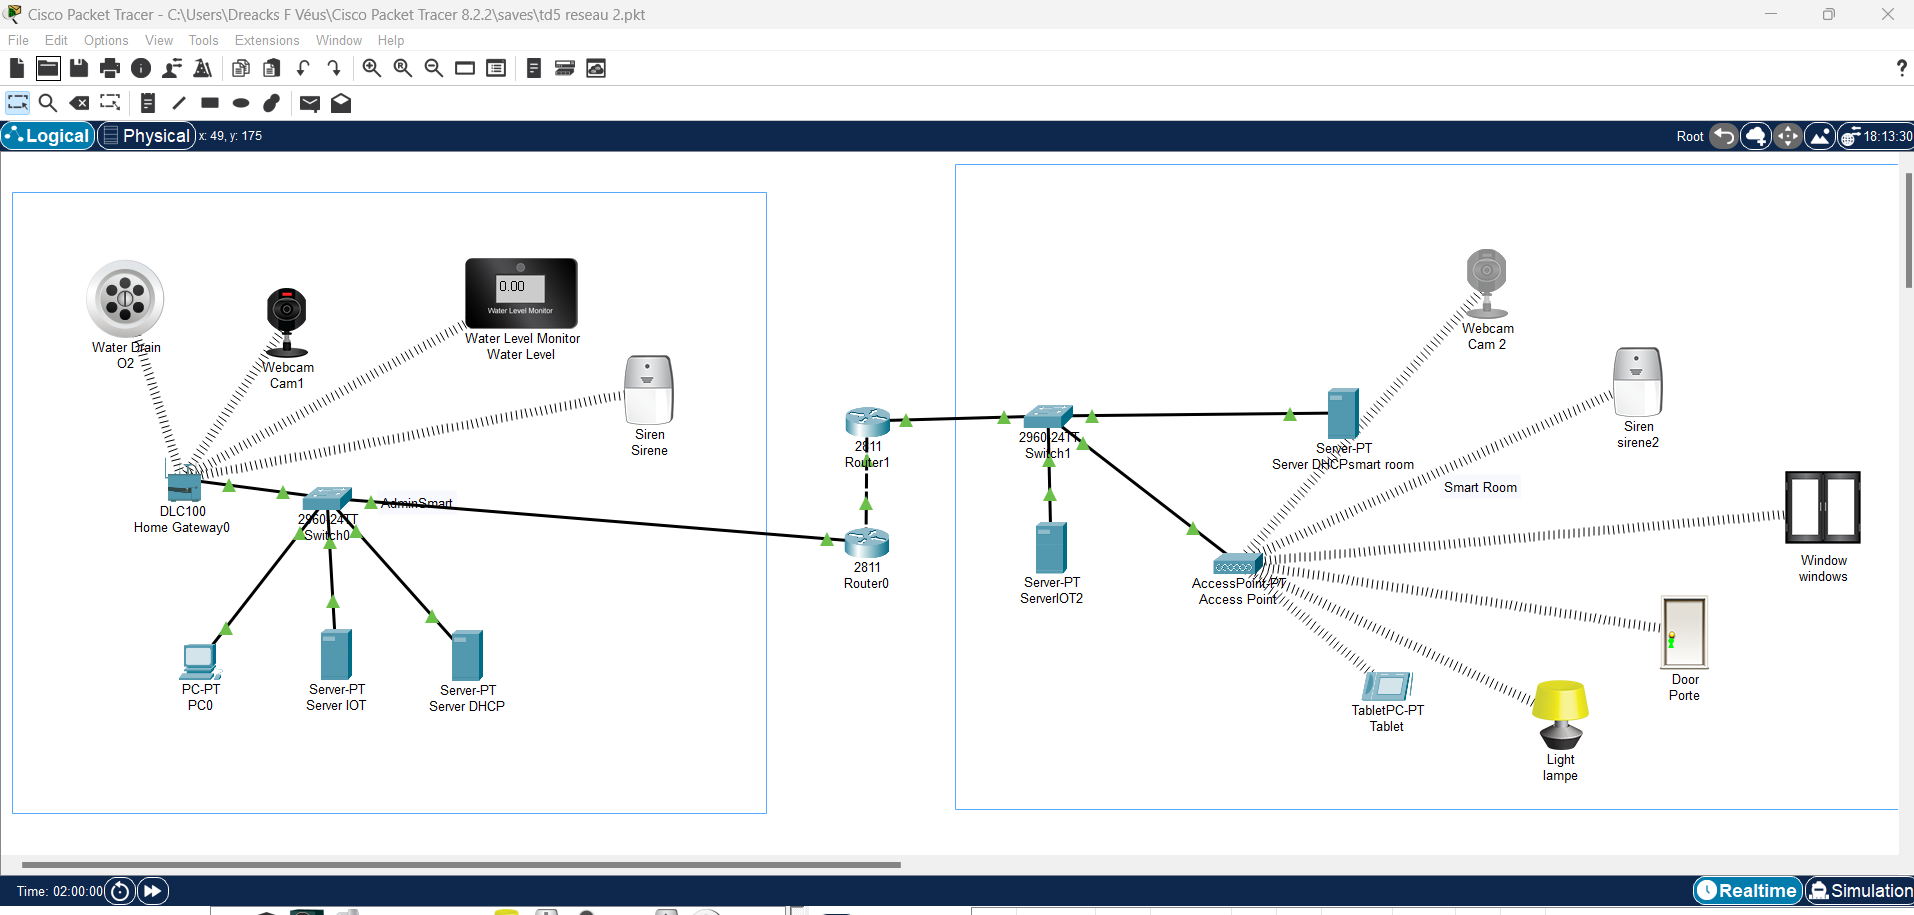 Cisco Packet Tracer - C:\Users\Dreacks F Véus\Cisco Packet Tracer 8.2.2\saves\td5 reseau 2.pkt
File Edit Options View Tools Extensions Window Help
?
Logical Physical x: 49, y: 175 Root 18:13:30
Water Drain
O2
Webcam
Cam1
0.00
Water Level Monitor
Water Level Monitor
Water Level
Siren
Sirene
DLC100
Home Gateway0
2960-24TT
Switch0
AdminSmart
PC-PT
PC0
Server-PT
Server IOT
Server-PT
Server DHCP
2811
Router1
2811
Router0
2960-24TT
Switch1
Server-PT
Server DHCPsmart room
Server-PT
ServerIOT2
AccessPoint-PT
Access Point
Webcam
Cam 2
Siren
sirene2
Smart Room
Window
windows
Door
Porte
TabletPC-PT
Tablet
Light
lampe
Time: 02:00:00 Realtime Simulation